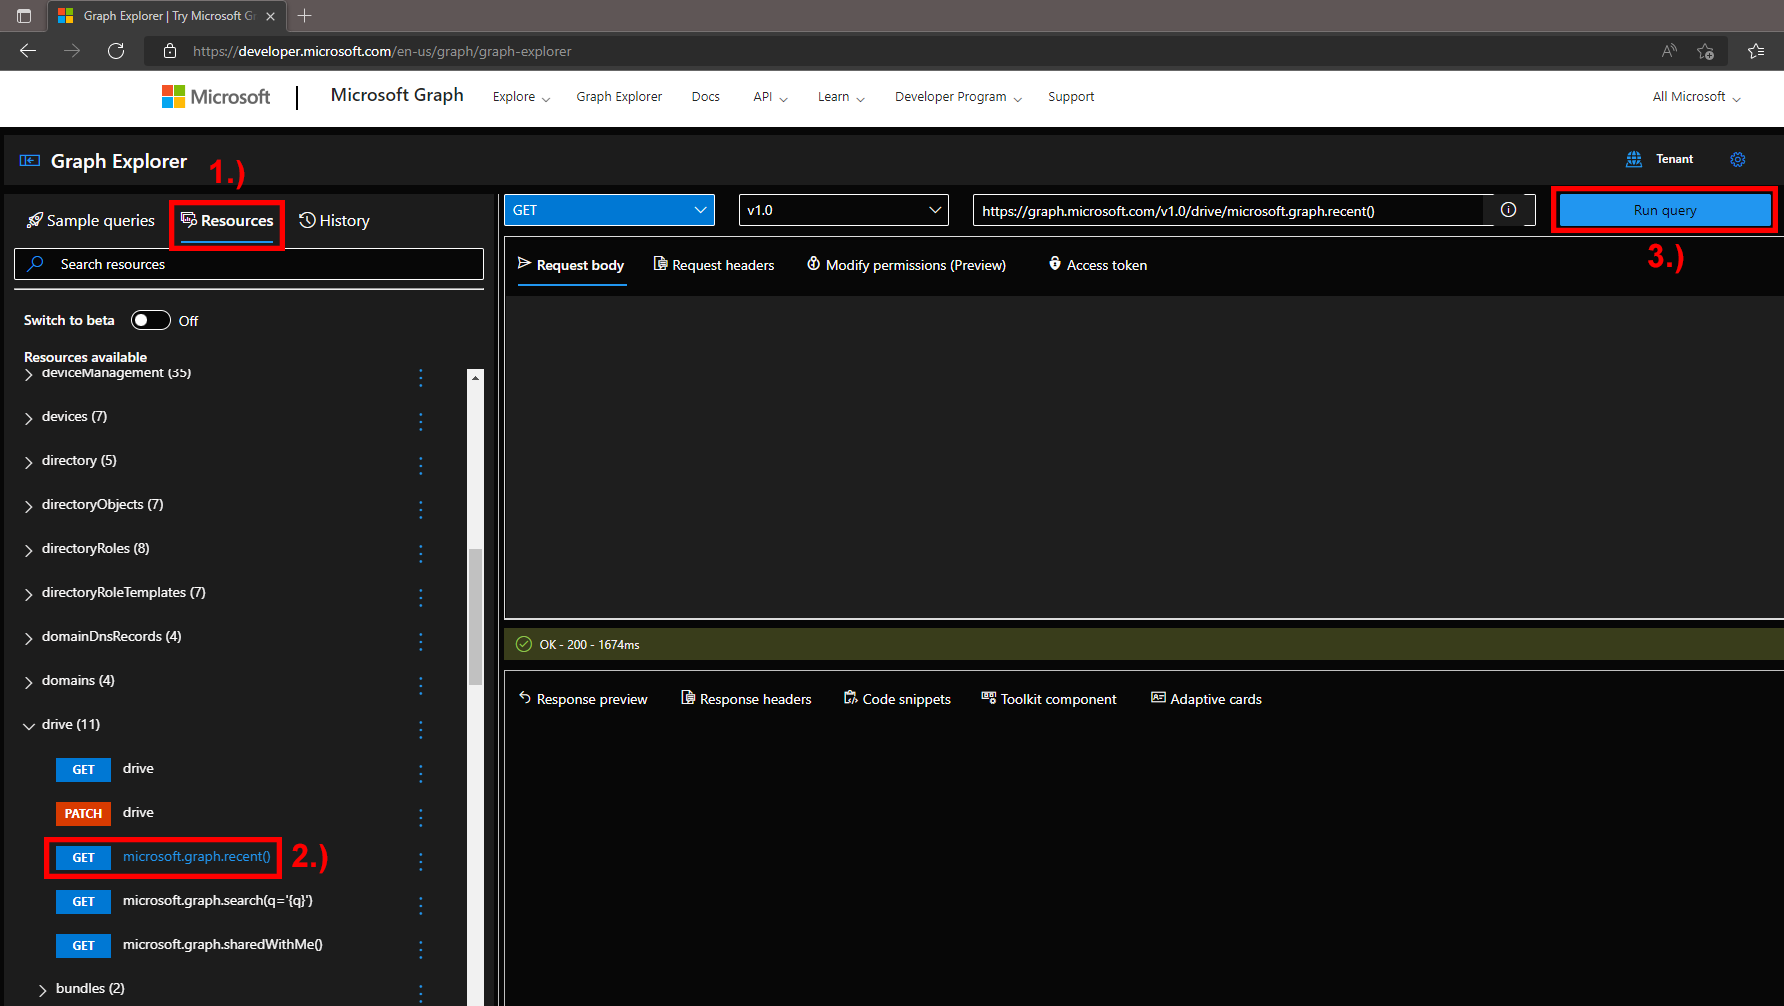 Graph Explorer | Try Microsoft Gr
https://developer.microsoft.com/en-us/graph/graph-explorer
Microsoft
Microsoft Graph
Explore
Graph Explorer
Docs
API
Learn
Developer Program
Support
All Microsoft
Graph Explorer
1.)
Tenant
Sample queries
Resources
History
GET
v1.0
https://graph.microsoft.com/v1.0/drive/microsoft.graph.recent()
Run query
3.)
Search resources
Request body
Request headers
Modify permissions (Preview)
Access token
Switch to beta
Off
Resources available
deviceManagement (35)
devices (7)
directory (5)
directoryObjects (7)
directoryRoles (8)
directoryRoleTemplates (7)
domainDnsRecords (4)
domains (4)
drive (11)
GET drive
PATCH drive
GET microsoft.graph.recent()
2.)
GET microsoft.graph.search(q='{q}')
GET microsoft.graph.sharedWithMe()
bundles (2)
OK - 200 - 1674ms
Response preview
Response headers
Code snippets
Toolkit component
Adaptive cards